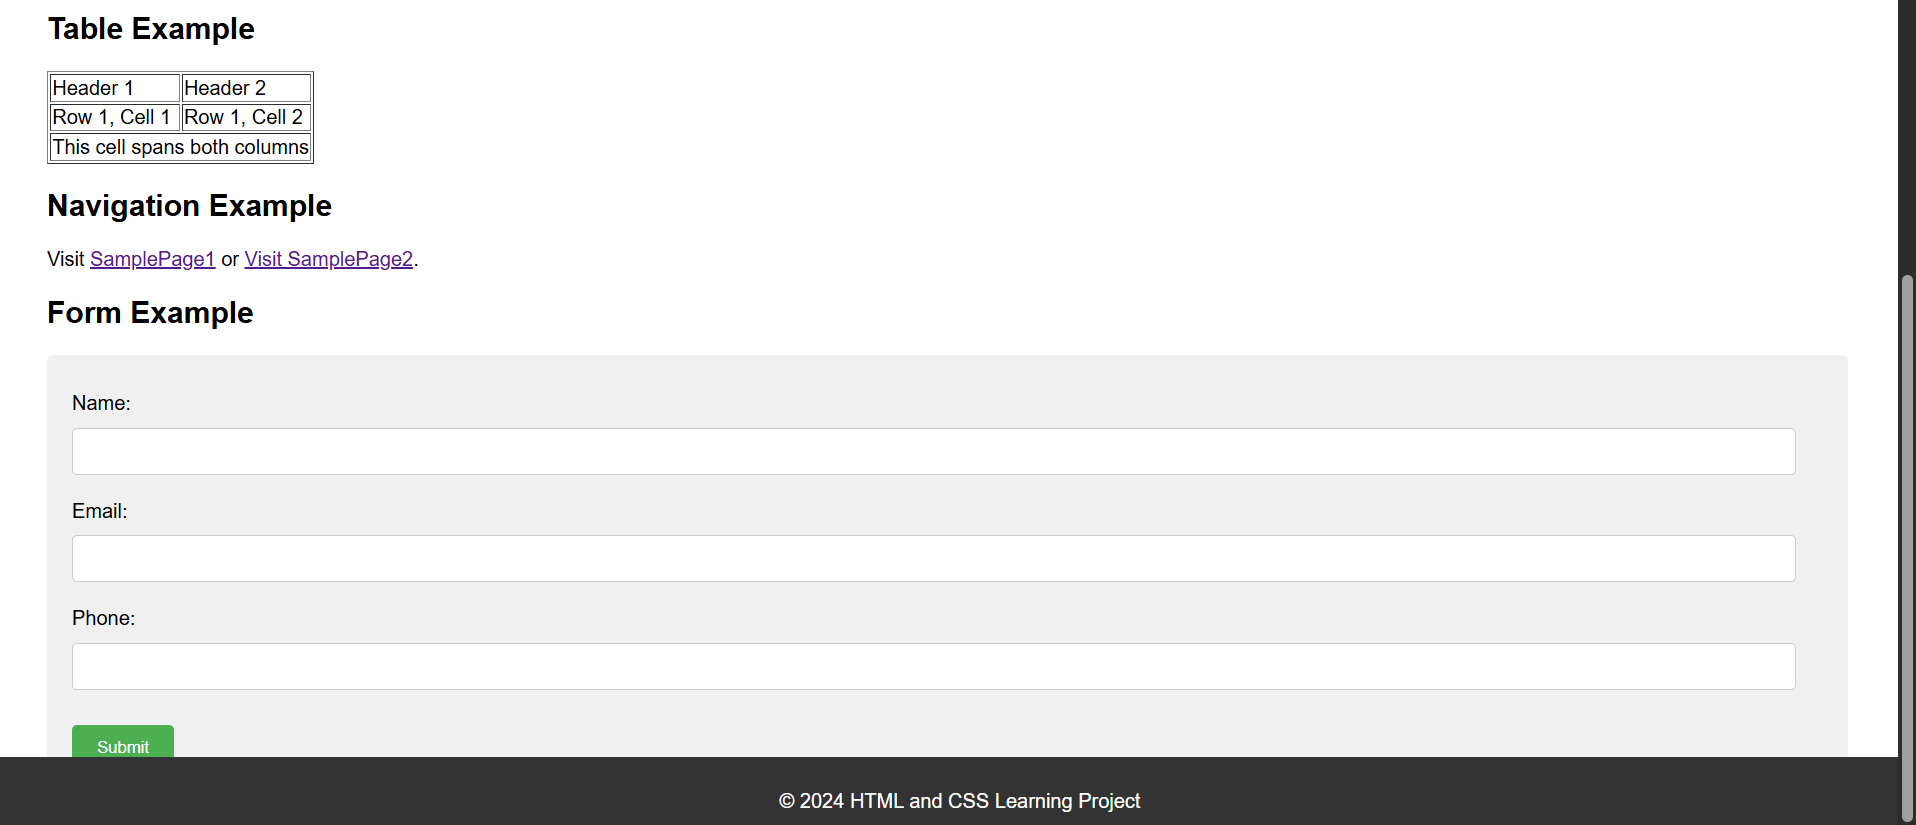 Table Example
Header 1 Header 2
Row 1, Cell 1 Row 1, Cell 2
This cell spans both columns
Navigation Example
Visit SamplePage1 or Visit SamplePage2.
Form Example
Name:
Email:
Phone:
Submit
© 2024 HTML and CSS Learning Project